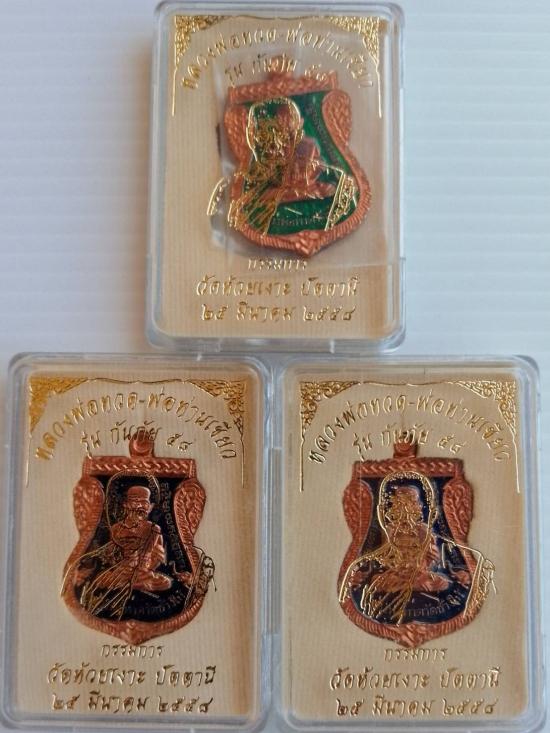 หลวงพ่อทวด-พ่อท่านเขียว
รุ่น กันภัย ๕๘
กรรมการ
วัดห้วยเงาะ ปัตตานี
๒๕ มีนาคม ๒๕๕๘
หลวงพ่อทวด-พ่อท่านเขียว
รุ่น กันภัย ๕๘
กรรมการ
วัดห้วยเงาะ ปัตตานี
๒๕ มีนาคม ๒๕๕๘
หลวงพ่อทวด-พ่อท่านเขียว
รุ่น กันภัย ๕๘
กรรมการ
วัดห้วยเงาะ ปัตตานี
๒๕ มีนาคม ๒๕๕๘